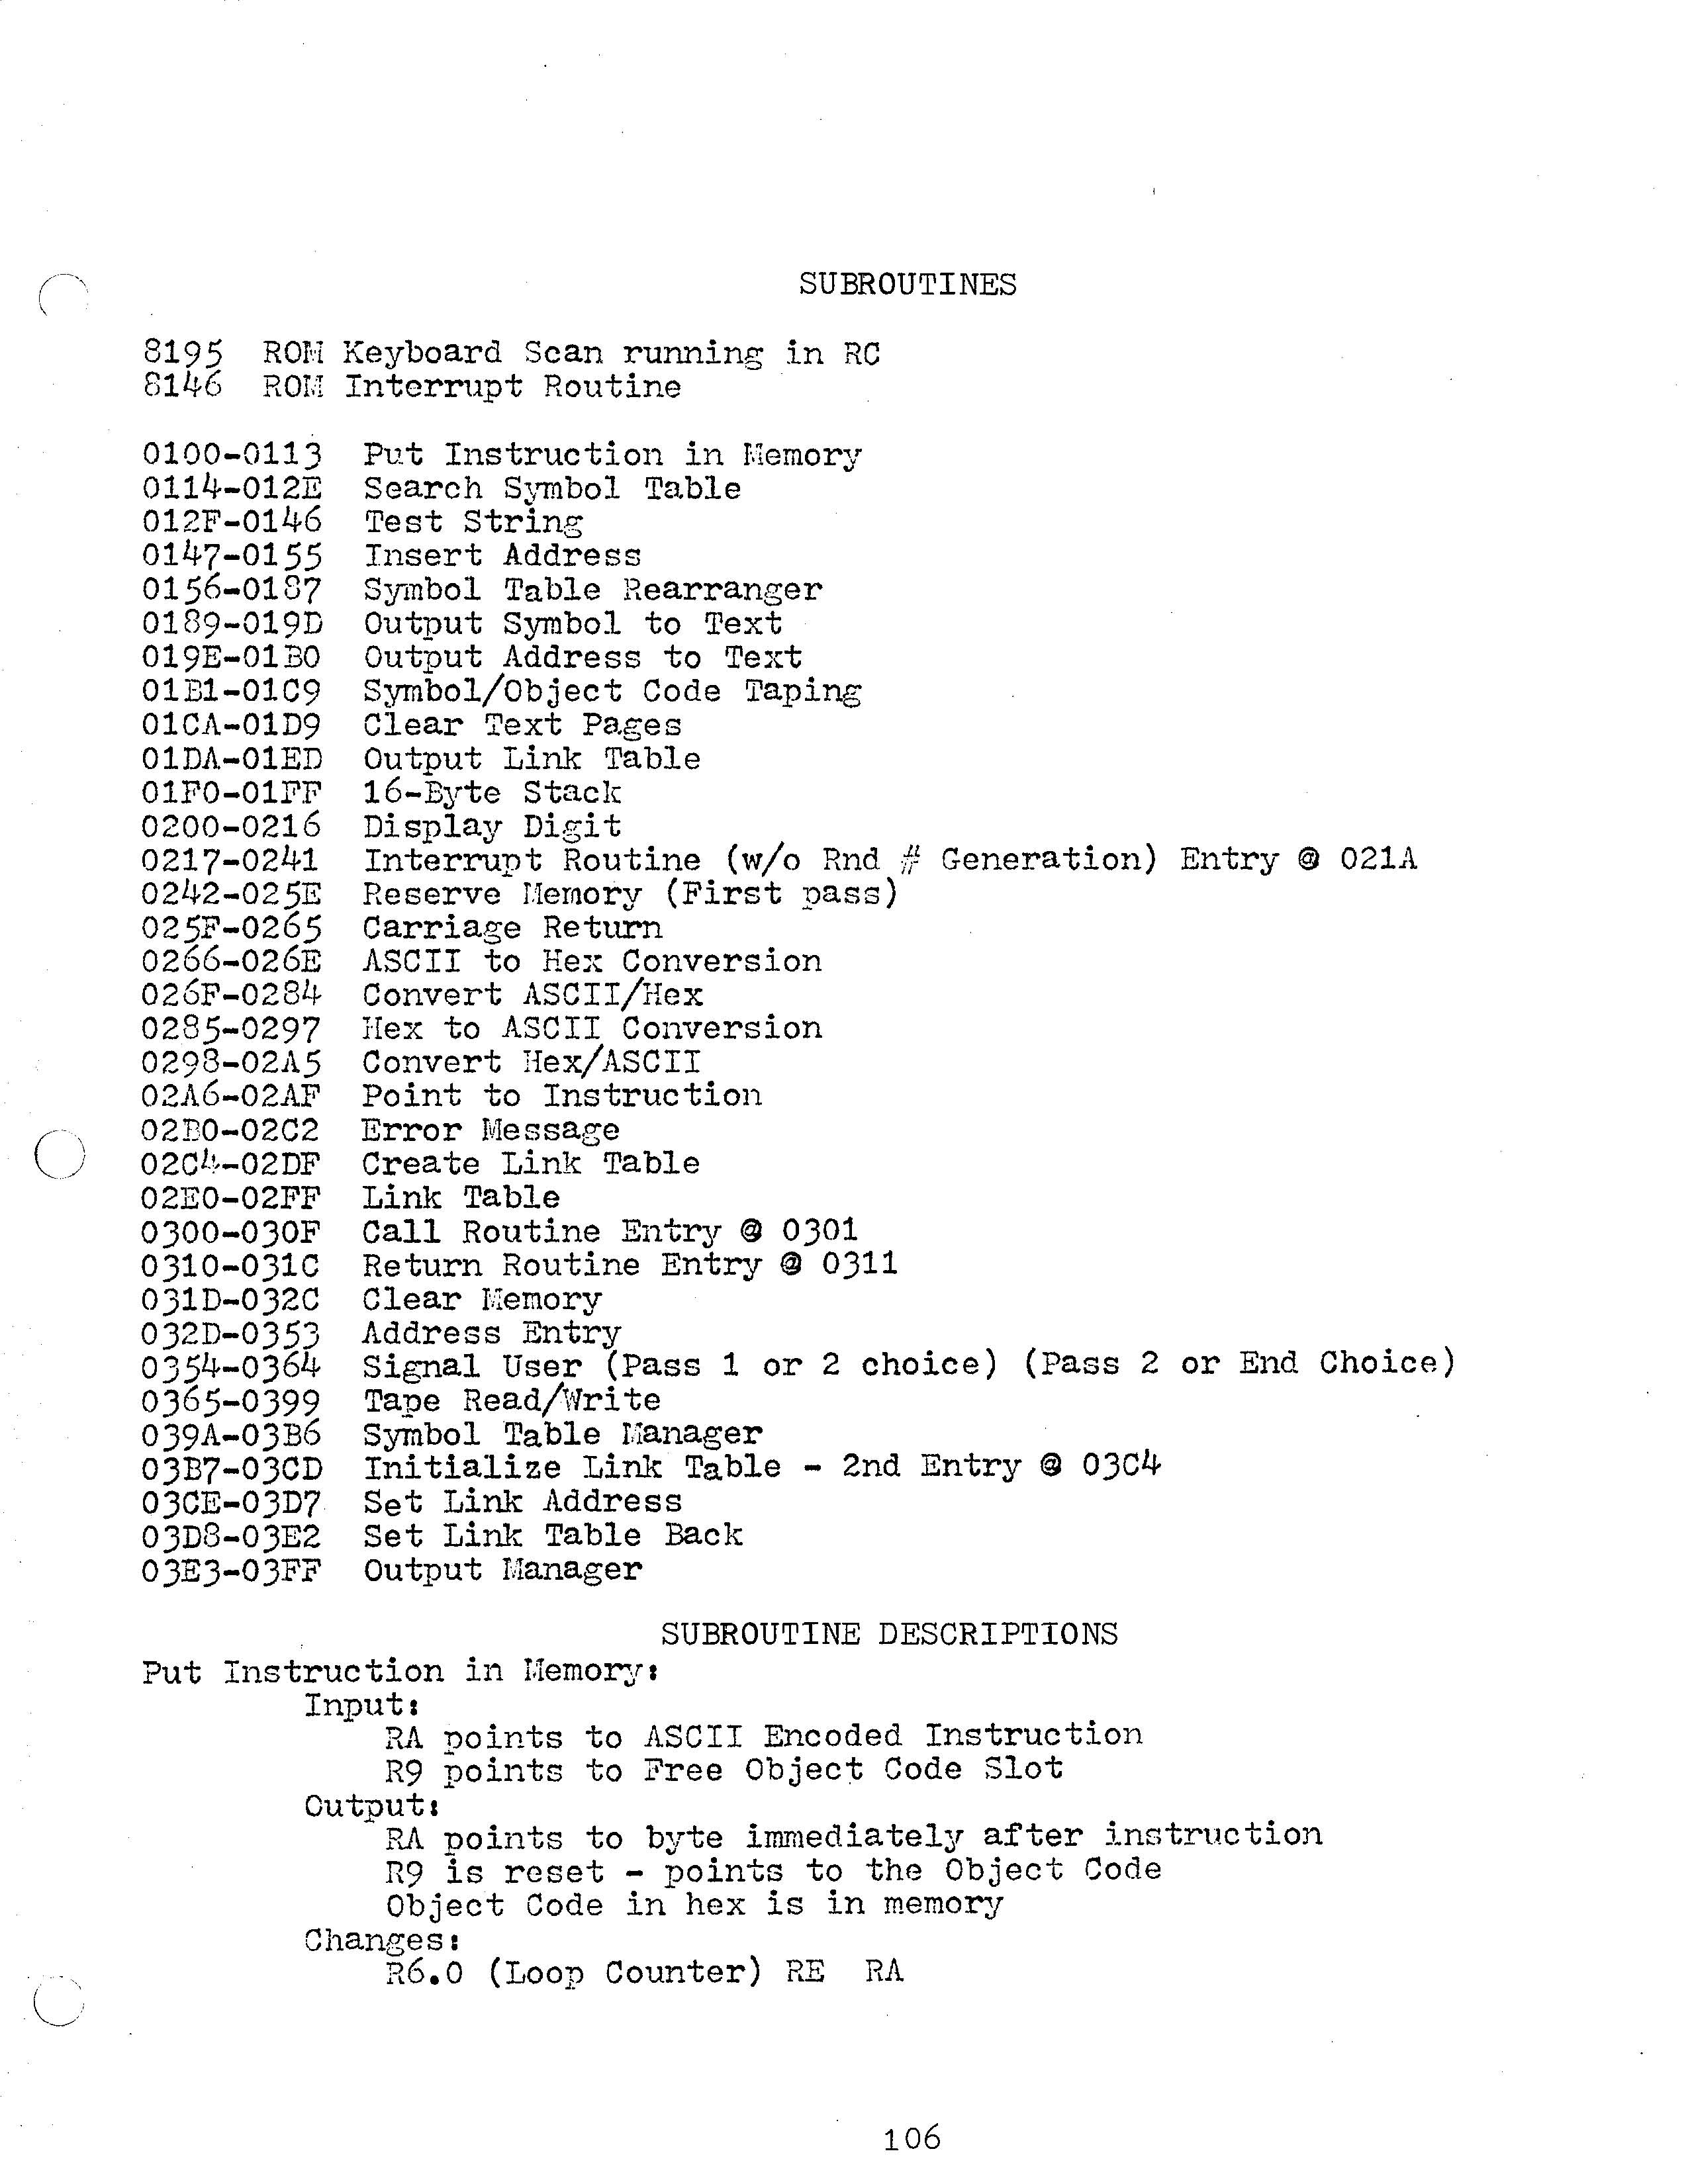 SUBROUTINES
8195 ROM Keyboard Scan running in RC
8146 ROM Interrupt Routine
0100-0113 Put Instruction in Memory
0114-012E Search Symbol Table
012F-0146 Test String
0147-0155 Insert Address
0156-0187 Symbol Table Rearranger
0189-019D Output Symbol to Text
019E-01B0 Output Address to Text
01B1-01C9 Symbol/Object Code Taping
01CA-01D9 Clear Text Pages
01DA-01ED Output Link Table
01F0-01FF 16-Byte Stack
0200-0216 Display Digit
0217-0241 Interrupt Routine (w/o Rnd # Generation) Entry @ 021A
0242-025E Reserve Memory (First pass)
025F-0265 Carriage Return
0266-026E ASCII to Hex Conversion
026F-0284 Convert ASCII/Hex
0285-0297 Hex to ASCII Conversion
0298-02A5 Convert Hex/ASCII
02A6-02AF Point to Instruction
02B0-02C2 Error Message
02C4-02DF Create Link Table
02E0-02FF Link Table
0300-030F Call Routine Entry @ 0301
0310-031C Return Routine Entry @ 0311
031D-032C Clear Memory
032D-0353 Address Entry
0354-0364 Signal User (Pass 1 or 2 choice) (Pass 2 or End Choice)
0365-0399 Tape Read/Write
039A-03B6 Symbol Table Manager
03B7-03CD Initialize Link Table - 2nd Entry @ 03C4
03CE-03D7 Set Link Address
03D8-03E2 Set Link Table Back
03E3-03FF Output Manager
SUBROUTINE DESCRIPTIONS
Put Instruction in Memory:
Input:
RA points to ASCII Encoded Instruction
R9 points to Free Object Code Slot
Output:
RA points to byte immediately after instruction
R9 is reset - points to the Object Code
Object Code in hex is in memory
Changes:
R6.0 (Loop Counter) RE RA
106